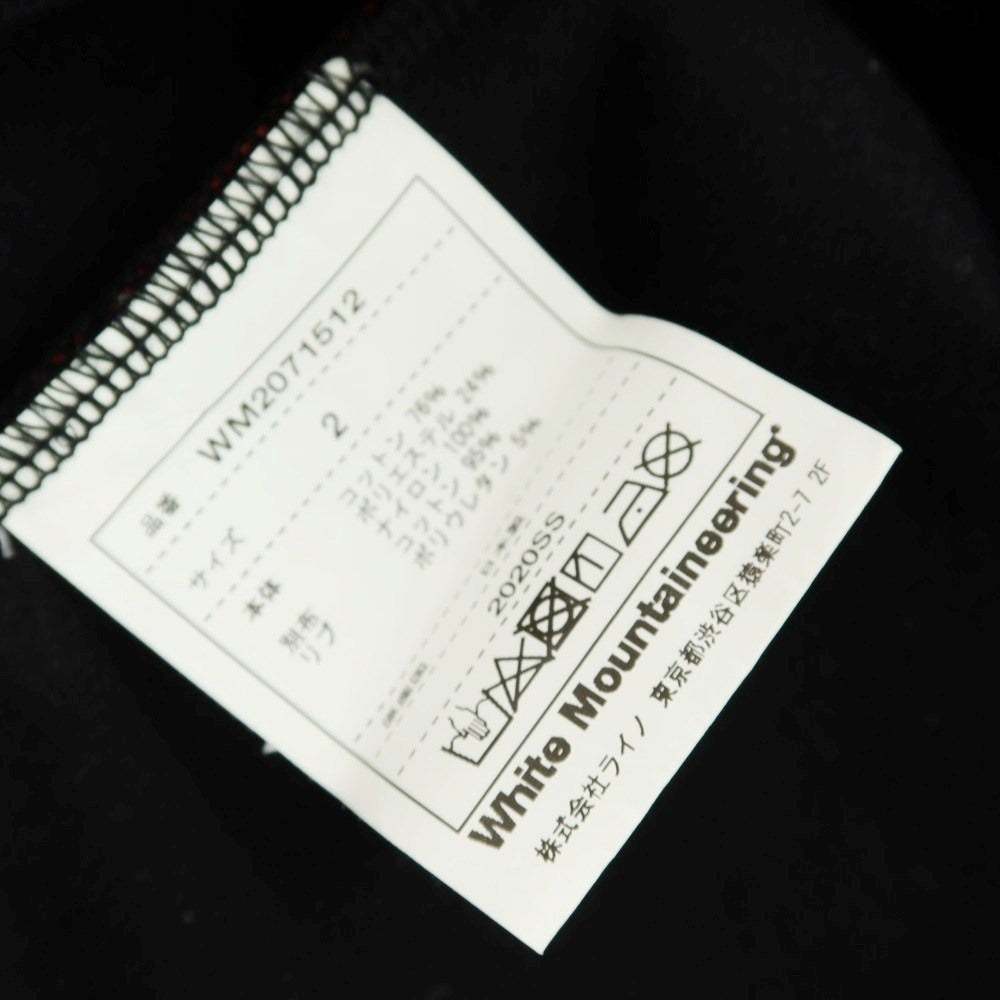 品番 WM2071512
サイズ 2
本体 コットン 76%
ポリエステル 24%
別布 ナイロン 100%
リブ コットン 95%
ポリウレタン 5%
2020SS
White Mountaineering
株式会社ライノ 東京都渋谷区猿楽町2-7 2F